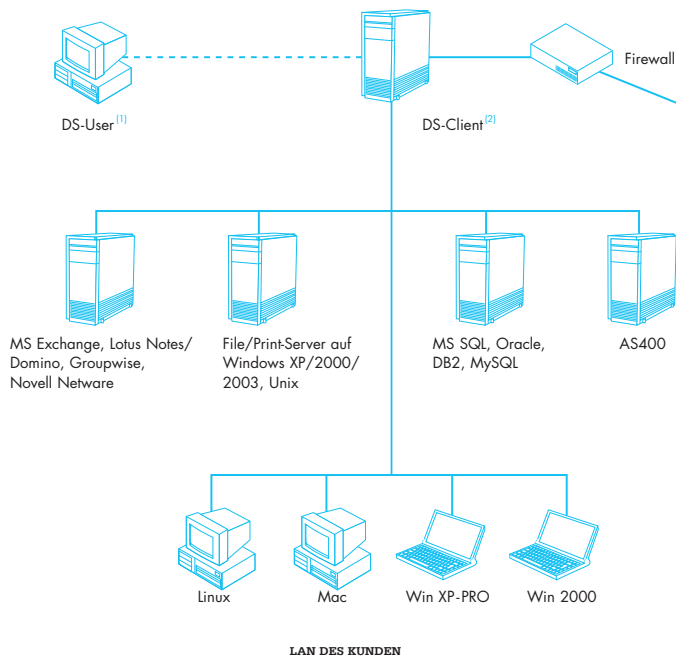 Firewall
DS-User (1)
DS-Client (2)
MS Exchange, Lotus Notes/
Domino, Groupwise,
Novell Netware
File/Print-Server auf
Windows XP/2000/
2003, Unix
MS SQL, Oracle,
DB2, MySQL
AS400
Linux
Mac
Win XP-PRO
Win 2000
LAN DES KUNDEN